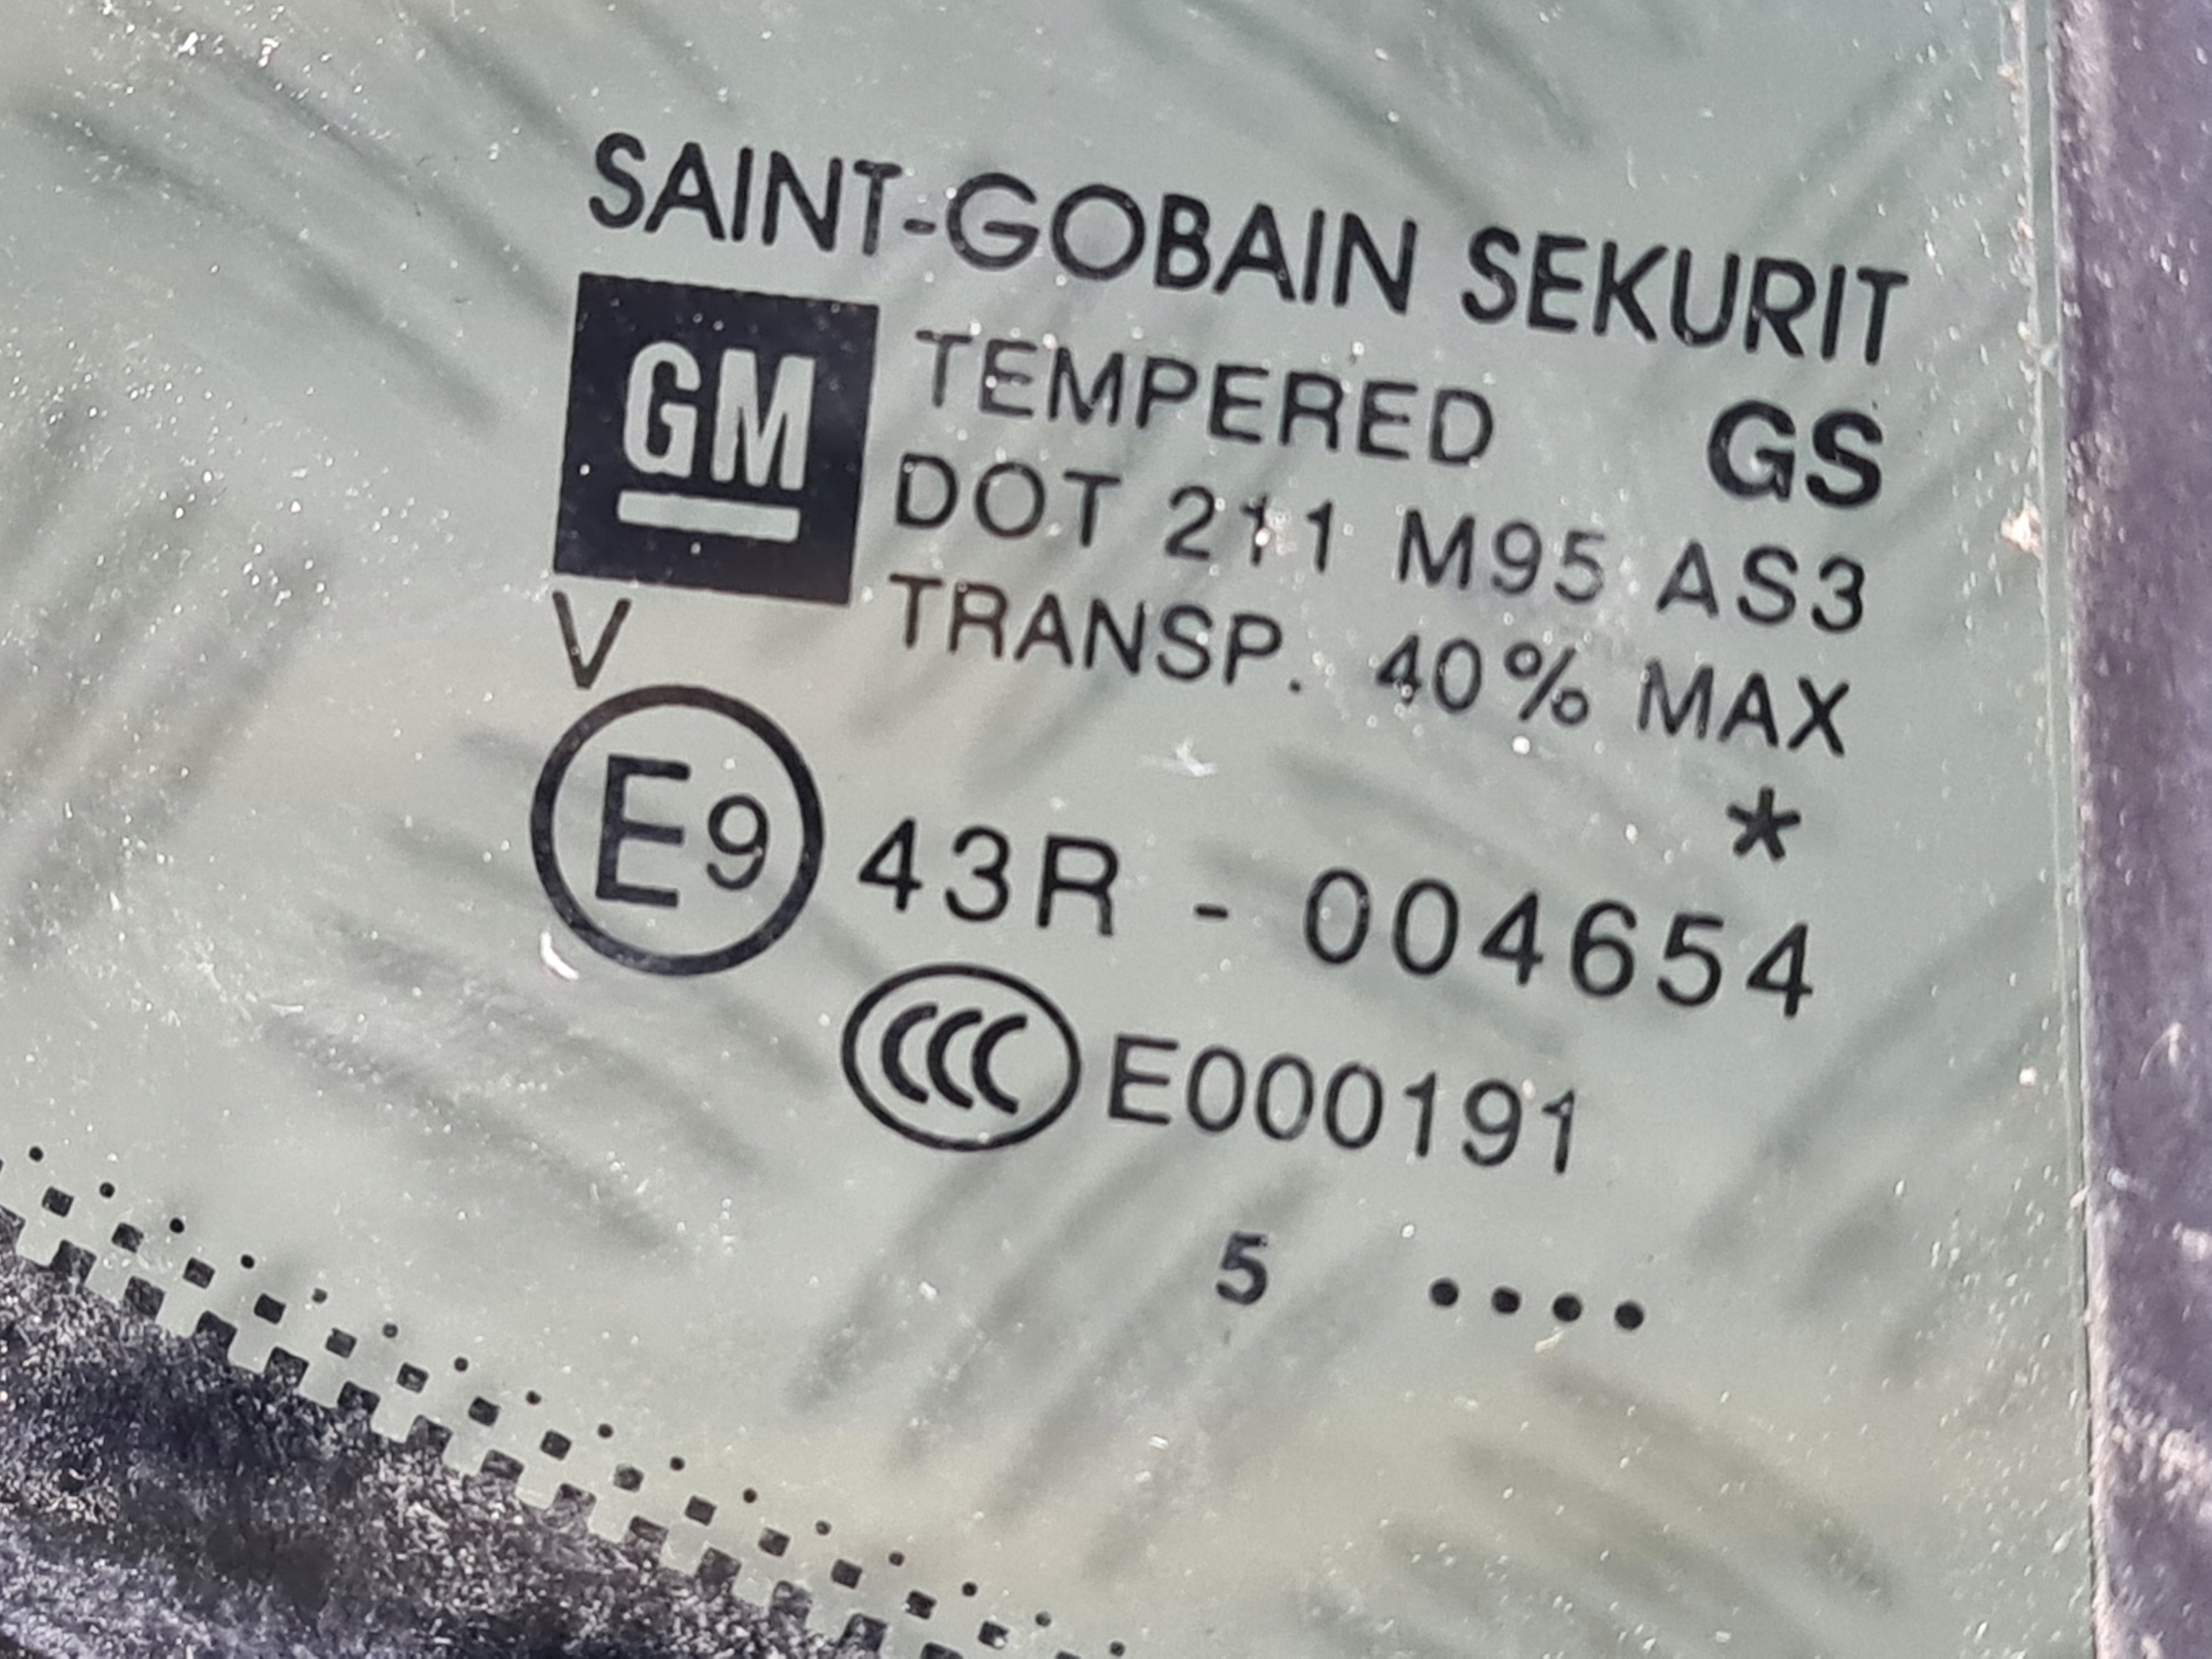 SAINT-GOBAIN SEKURIT
GM
TEMPERED GS
DOT 211 M95 AS3
TRANSP. 40% MAX
V
*
E9 43R - 004654
CCC E000191
5 ....